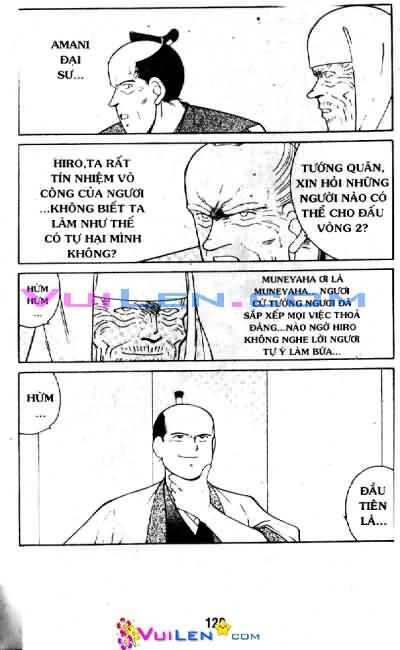 AMANI
ĐẠI
SƯ...
HIRO,TA RẤT
TÍN NHIỆM VÕ
CÔNG CỦA NGƯƠI
...KHÔNG BIẾT TA
LÀM NHƯ THẾ
CÓ TỰ HẠI MÌNH
KHÔNG?
TƯỚNG QUÂN,
XIN HỎI NHỮNG
NGƯỜI NÀO CÓ
THỂ CHO ĐẤU
VÒNG 2?
HỪM
HỪM
...
MUNEYAHA ƠI LÀ
MUNEYAHA... NGƯƠI
CỨ TƯỞNG NGƯƠI ĐÃ
SẮP XẾP MỌI VIỆC THOẢ
ĐÁNG...NÀO NGỜ HIRO
KHÔNG NGHE LỜI NGƯƠI
TỰ Ý LÀM BỪA...
VUILEN.COM
HỪM
...
ĐẦU
TIÊN
LÀ...
VUILEN
.COM